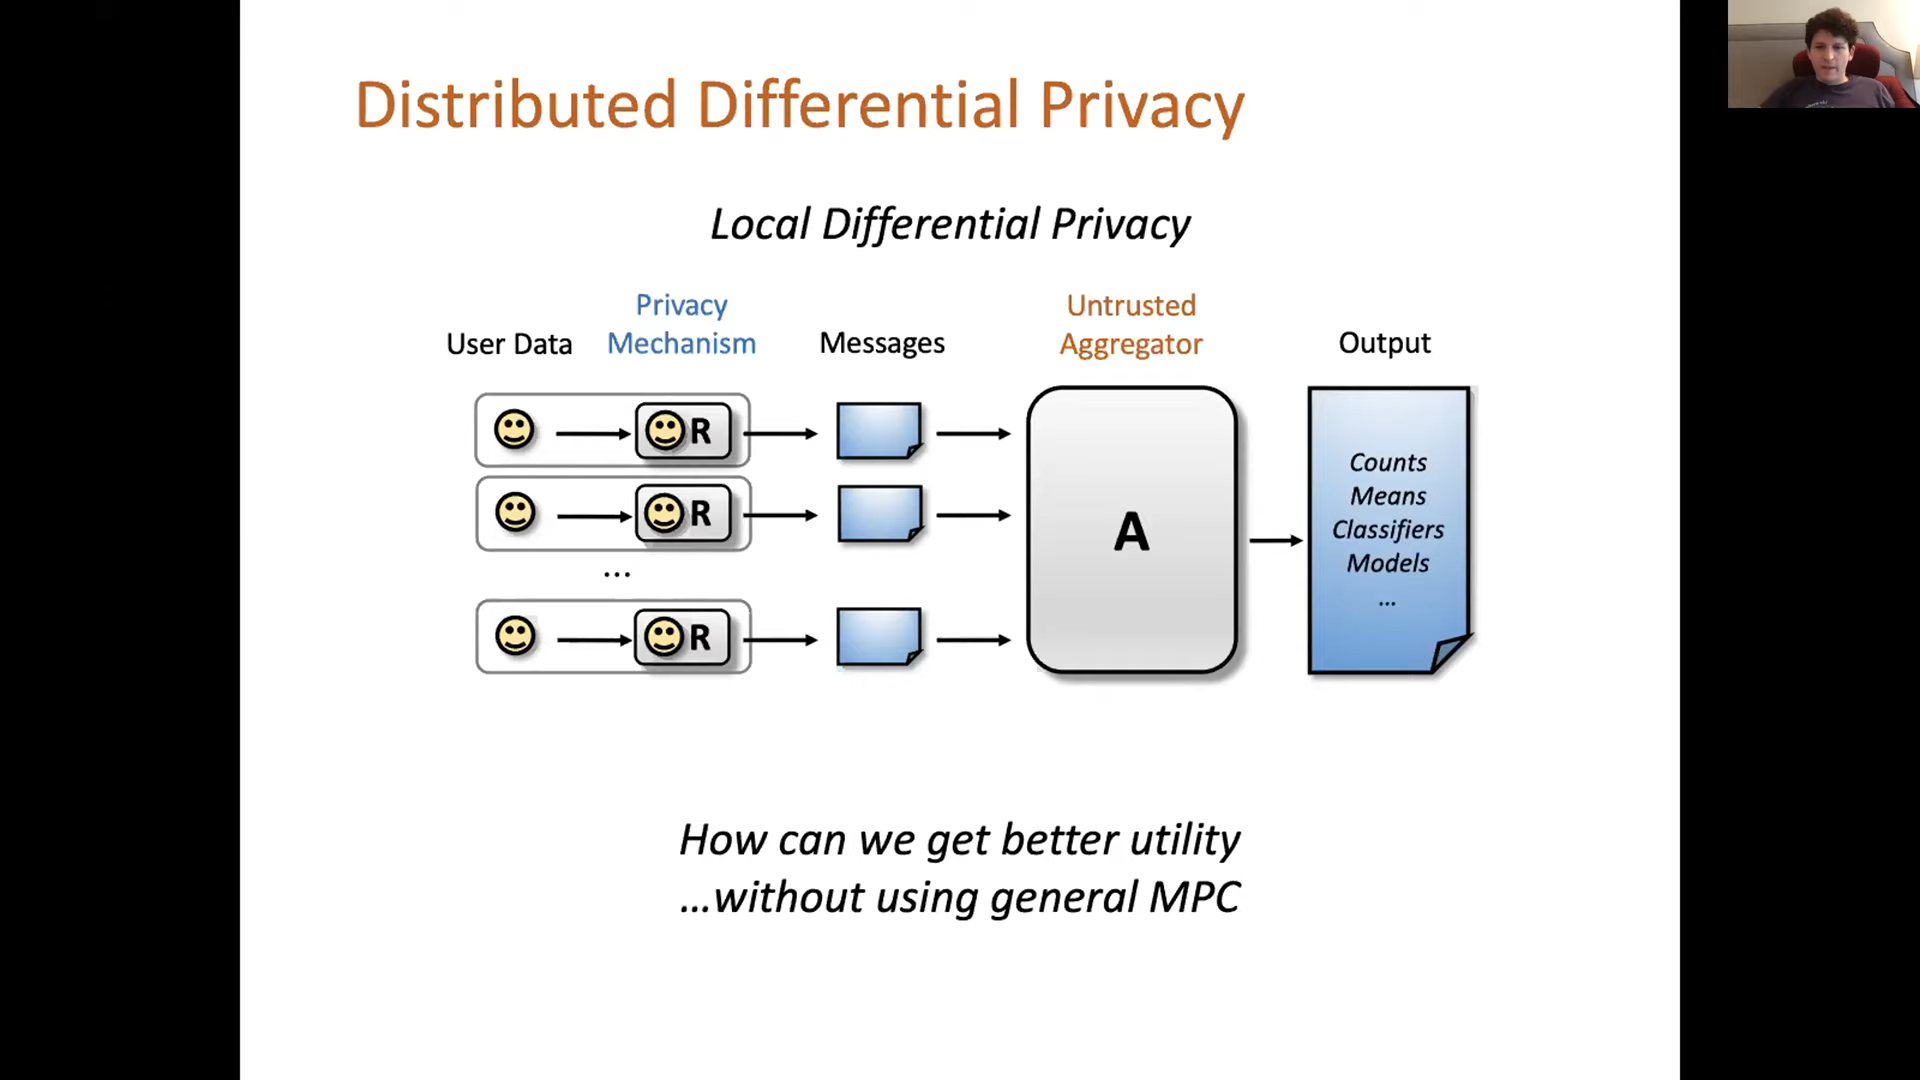 Distributed Differential Privacy
Local Differential Privacy
User Data
Privacy
Mechanism
Messages
Untrusted
Aggregator
Output
R
R
...
R
A
Counts
Means
Classifiers
Models
...
How can we get better utility
...without using general MPC